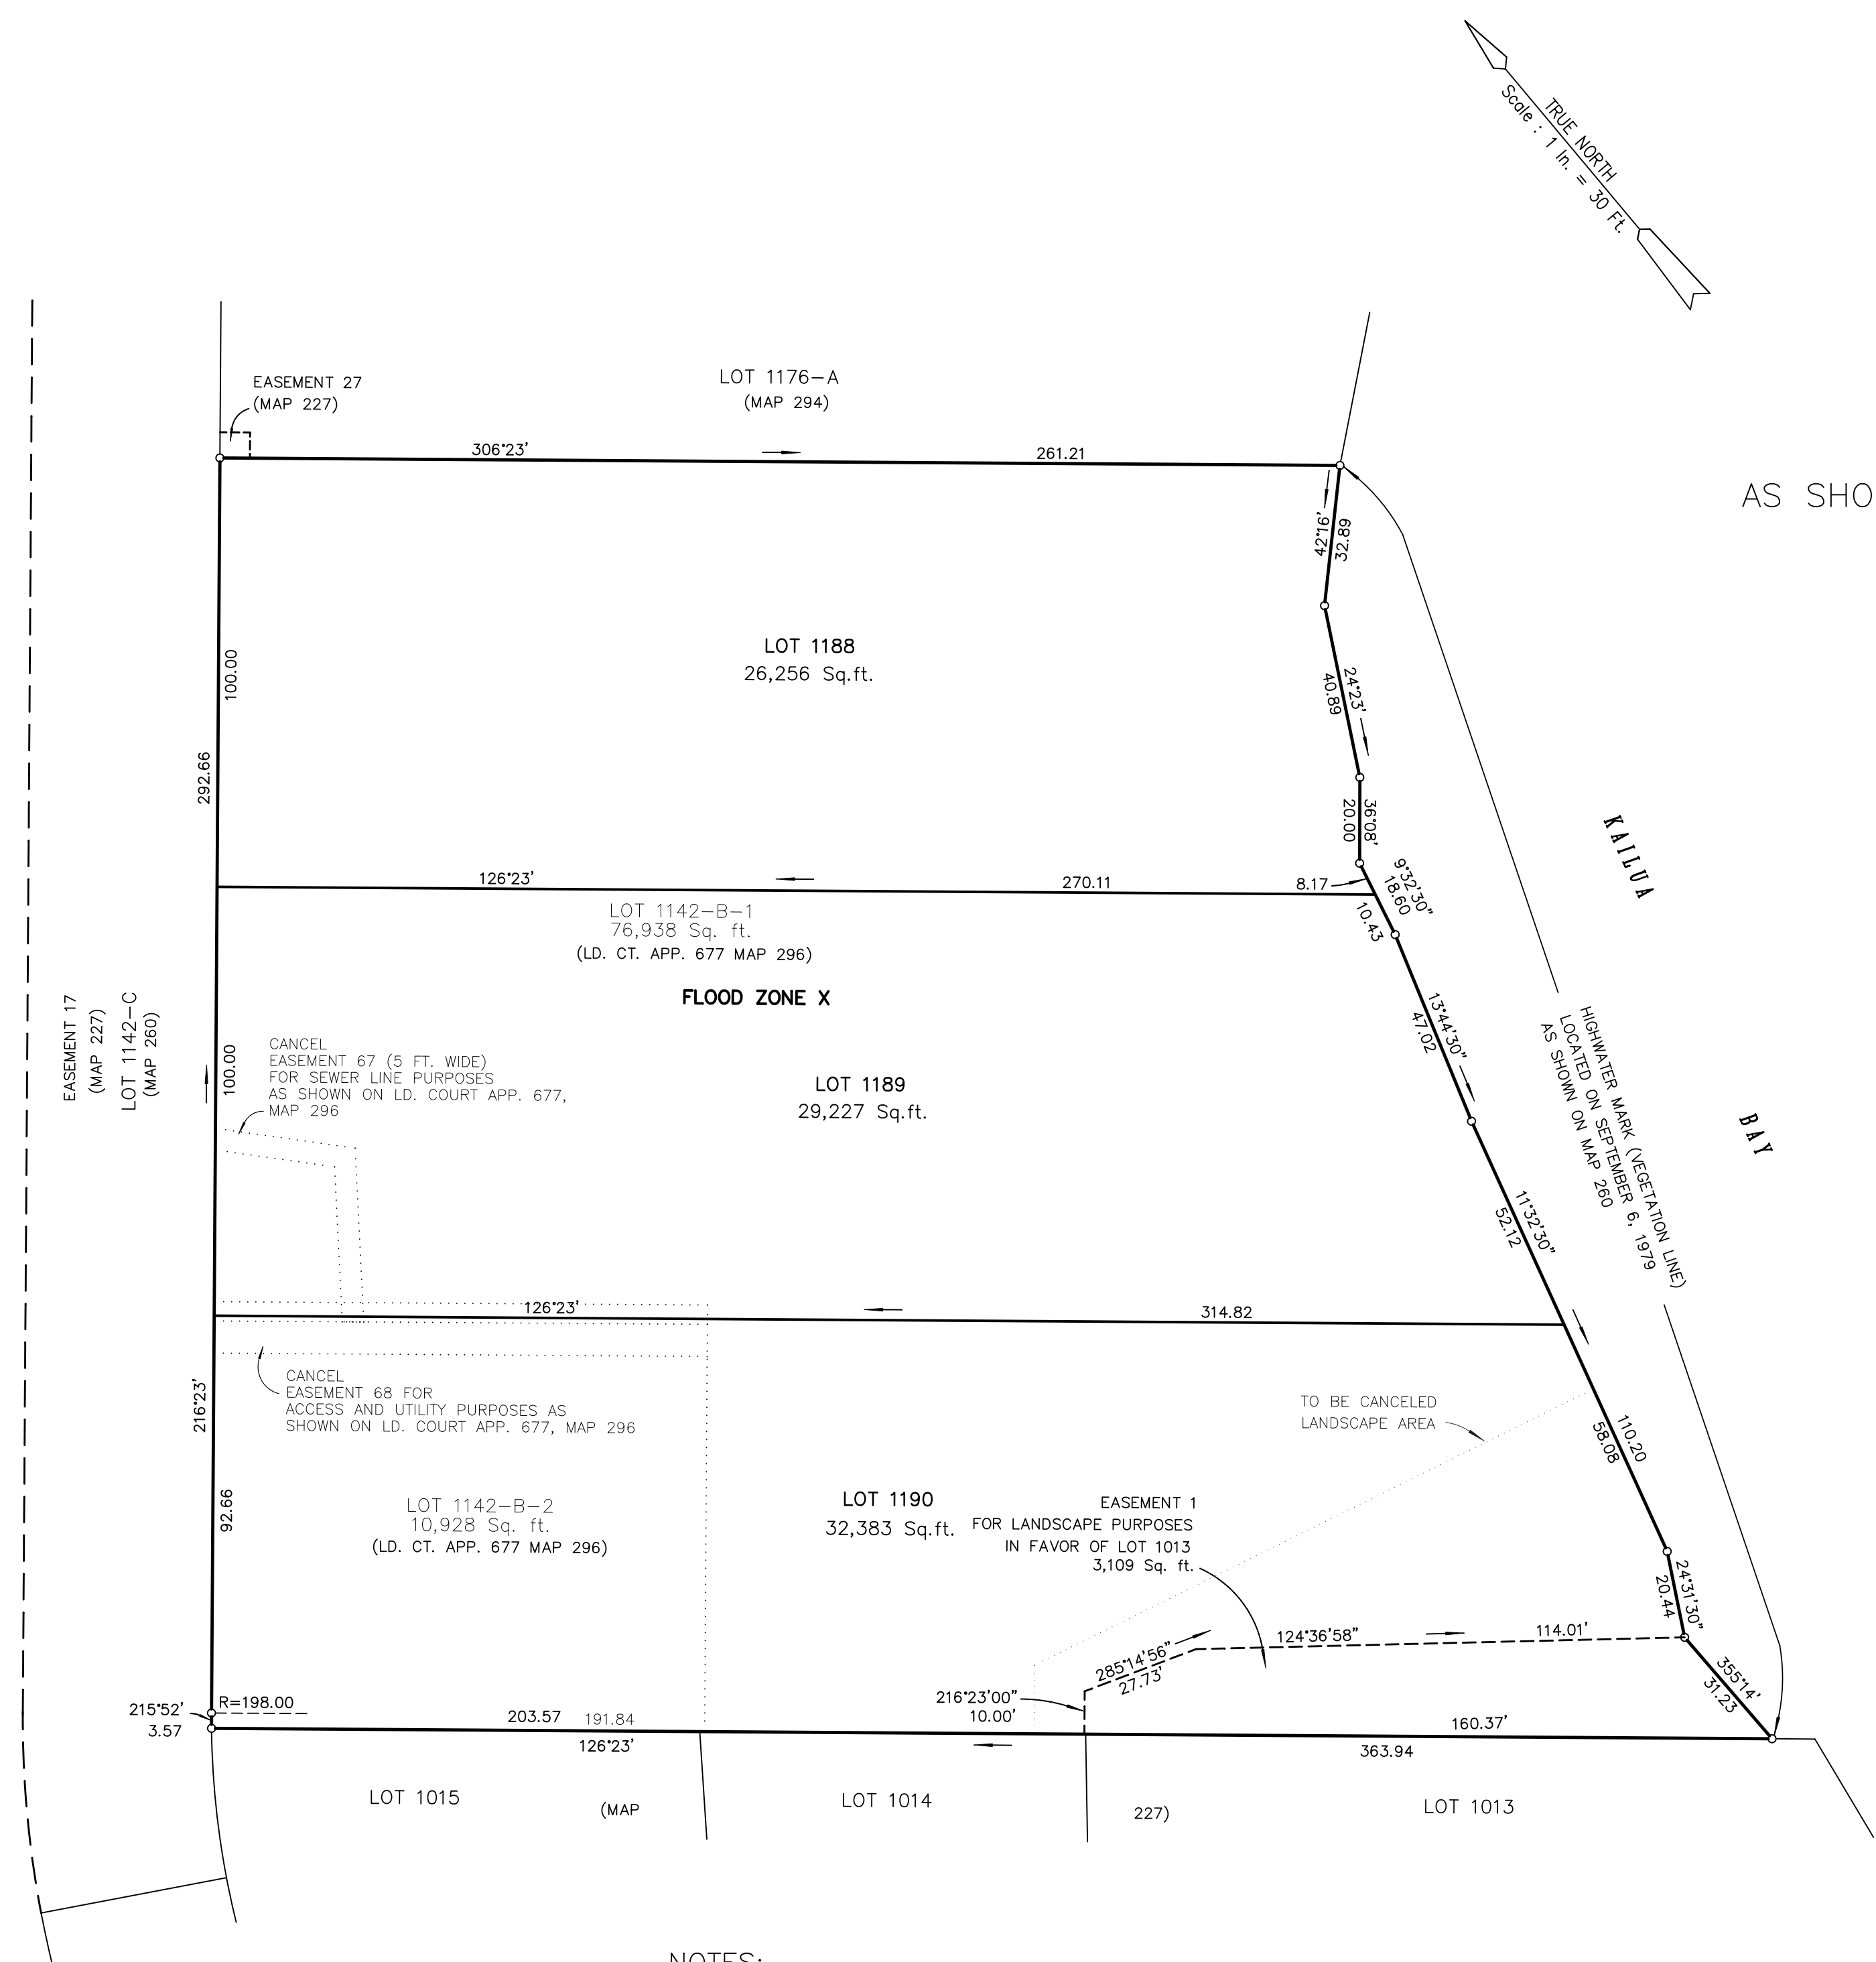 TRUE NORTH
Scale : 1 In. = 30 Ft.
EASEMENT 27
(MAP 227)
LOT 1176-A
(MAP 294)
306°23'
261.21
AS SHO
42°16'
32.89
LOT 1188
26,256 Sq.ft.
100.00
292.66
24°23'
40.89
36°08'
20.00
KAILUA
BAY
126°23'
270.11
8.17
9°32'30"
18.60
10.43
LOT 1142-B-1
76,938 Sq. ft.
(LD. CT. APP. 677 MAP 296)
FLOOD ZONE X
EASEMENT 17
(MAP 227)
LOT 1142-C
(MAP 260)
100.00
CANCEL
EASEMENT 67 (5 FT. WIDE)
FOR SEWER LINE PURPOSES
AS SHOWN ON LD. COURT APP. 677,
MAP 296
LOT 1189
29,227 Sq.ft.
13°44'30"
47.02
HIGHWATER MARK (VEGETATION LINE)
LOCATED ON SEPTEMBER 6, 1979
AS SHOWN ON MAP 260
11°32'30"
52.12
126°23'
314.82
CANCEL
EASEMENT 68 FOR
ACCESS AND UTILITY PURPOSES AS
SHOWN ON LD. COURT APP. 677, MAP 296
216°23'
92.66
TO BE CANCELED
LANDSCAPE AREA
110.20
58.08
LOT 1142-B-2
10,928 Sq. ft.
(LD. CT. APP. 677 MAP 296)
LOT 1190
32,383 Sq.ft.
EASEMENT 1
FOR LANDSCAPE PURPOSES
IN FAVOR OF LOT 1013
3,109 Sq. ft.
24°31'30"
20.44
285°14'56"
27.73'
124°36'58"
114.01'
355°14'
31.23
216°23'00"
10.00'
215°52'
3.57
R=198.00
203.57
191.84
160.37'
126°23'
363.94
LOT 1015
(MAP
LOT 1014
227)
LOT 1013
NOTES: